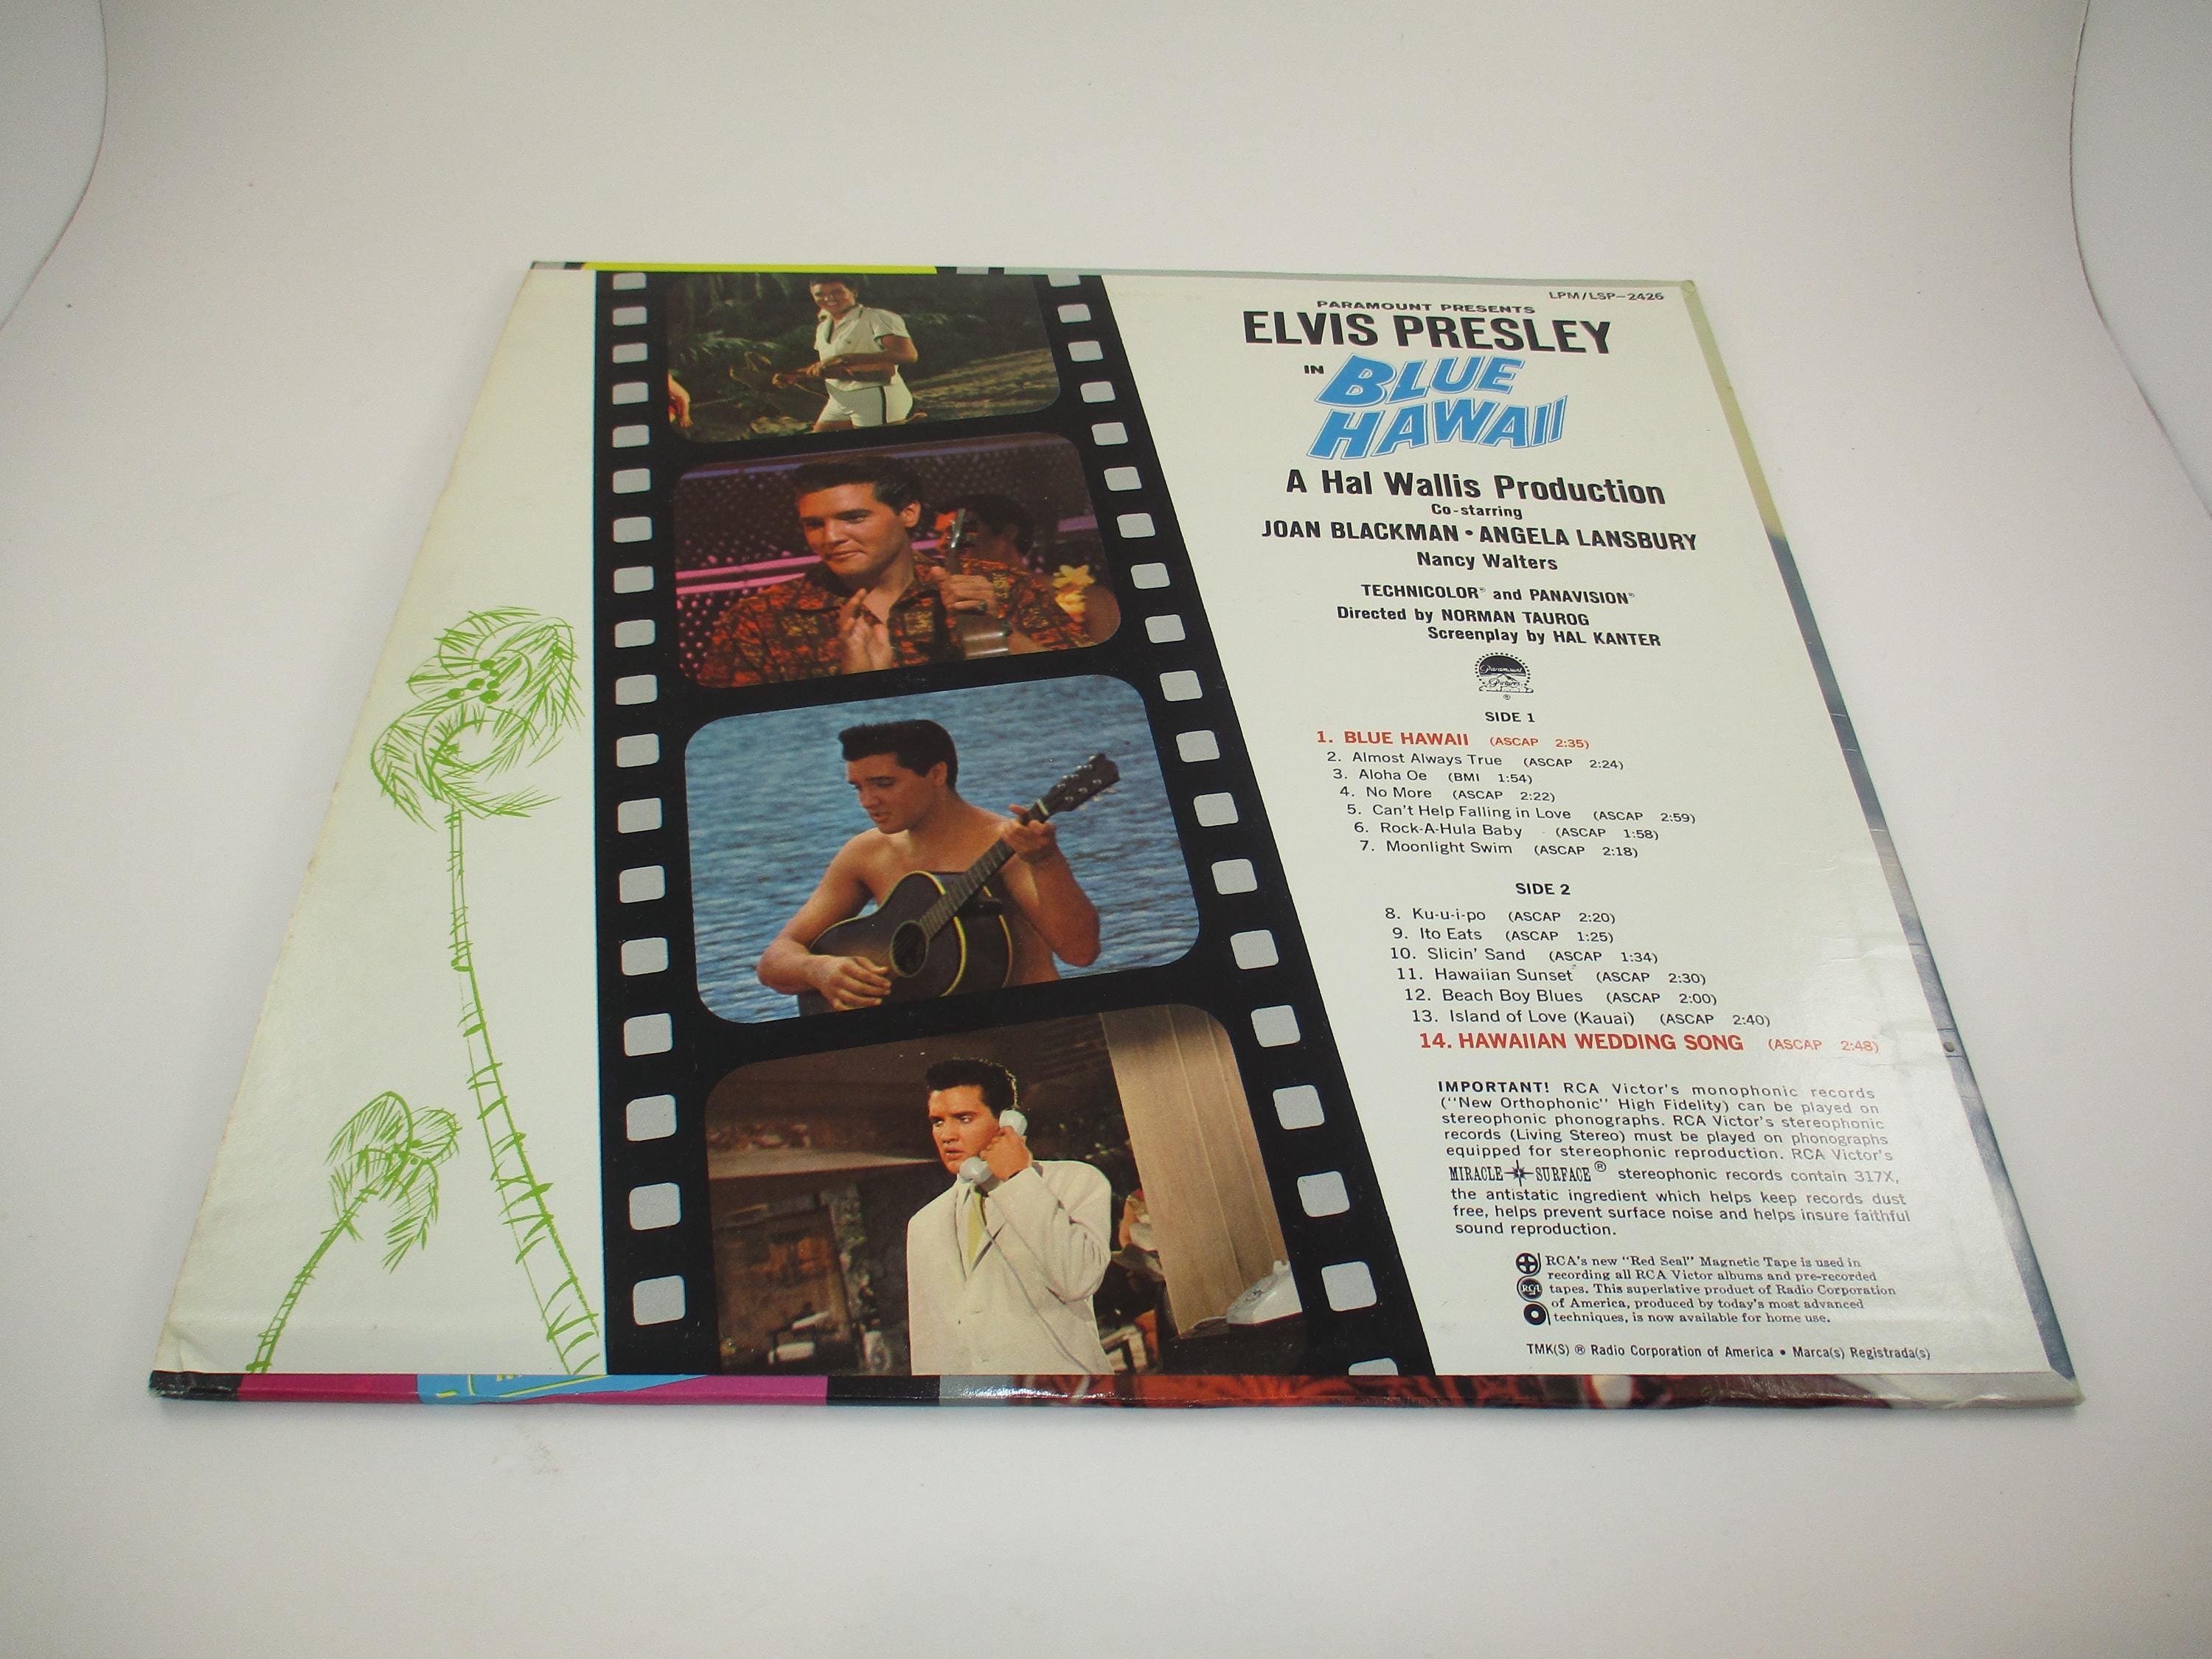 LPM/LSP-2426
PARAMOUNT PRESENTS
ELVIS PRESLEY
IN BLUE
HAWAII
A Hal Wallis Production
Co-starring
JOAN BLACKMAN • ANGELA LANSBURY
Nancy Walters
TECHNICOLOR® and PANAVISION®
Directed by NORMAN TAUROG
Screenplay by HAL KANTER
Paramount
Pictures
®
SIDE 1
1. BLUE HAWAII (ASCAP 2:35)
2. Almost Always True (ASCAP 2:24)
3. Aloha Oe (BMI 1:54)
4. No More (ASCAP 2:22)
5. Can't Help Falling in Love (ASCAP 2:59)
6. Rock-A-Hula Baby (ASCAP 1:58)
7. Moonlight Swim (ASCAP 2:18)
SIDE 2
8. Ku-u-i-po (ASCAP 2:20)
9. Ito Eats (ASCAP 1:25)
10. Slicin' Sand (ASCAP 1:34)
11. Hawaiian Sunset (ASCAP 2:30)
12. Beach Boy Blues (ASCAP 2:00)
13. Island of Love (Kauai) (ASCAP 2:40)
14. HAWAIIAN WEDDING SONG (ASCAP 2:48)
IMPORTANT! RCA Victor's monophonic records
("New Orthophonic" High Fidelity) can be played on
stereophonic phonographs. RCA Victor's stereophonic
records (Living Stereo) must be played on phonographs
equipped for stereophonic reproduction. RCA Victor's
MIRACLE SURFACE® stereophonic records contain 317X,
the antistatic ingredient which helps keep records dust
free, helps prevent surface noise and helps insure faithful
sound reproduction.
RCA's new "Red Seal" Magnetic Tape is used in
recording all RCA Victor albums and pre-recorded
RCA tapes. This superlative product of Radio Corporation
of America, produced by today's most advanced
techniques, is now available for home use.
TMK(S) ® Radio Corporation of America • Marca(s) Registrada(s)